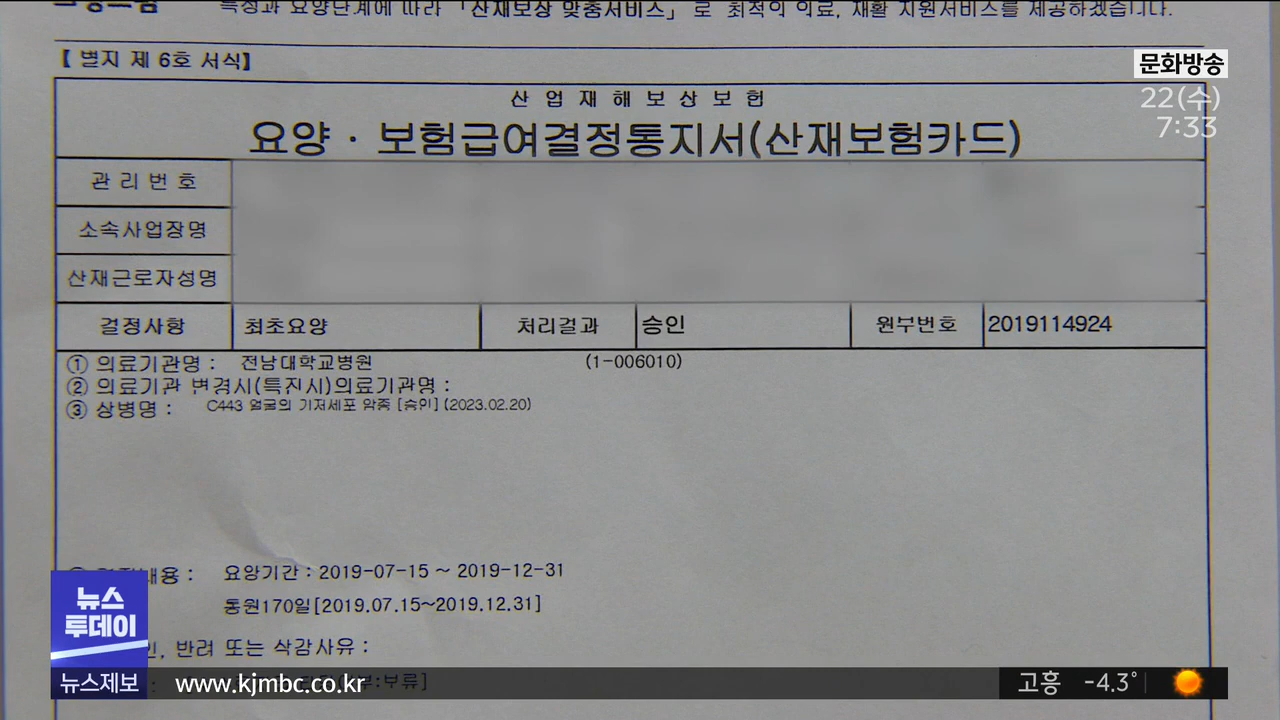 특성과 요양단계에 따라 「산재보상 맞춤서비스」 로 최적의 의료, 재활 지원서비스를 제공하겠습니다.
【 별지 제 6호 서식】
문화방송
22(수)
7:33
산 업 재 해 보 상 보 험
요양 · 보험급여결정통지서(산재보험카드)
관 리 번 호
소속사업장명
산재근로자성명
결정사항 최초요양 처리결과 승인 원부번호 2019114924
① 의료기관명 : 전남대학교병원 (1-006010)
② 의료기관 변경시(특진시)의료기관명 :
③ 상병명 : C443 얼굴의 기저세포 암종 [승인] (2023.02.20)
내용 : 요양기간 : 2019-07-15 ~ 2019-12-31
통원170일[2019.07.15~2019.12.31]
인, 반려 또는 삭감사유 :
뉴스
투데이
뉴스제보 www.kjmbc.co.kr
:부류]
고흥 -4.3°